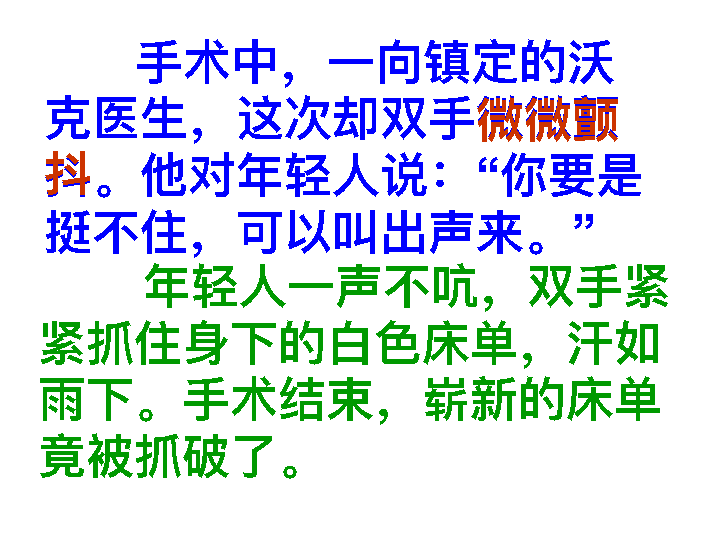 手术中，一向镇定的沃
克医生，这次却双手微微颤
抖。他对年轻人说：“你要是
挺不住，可以叫出声来。”
年轻人一声不吭，双手紧
紧抓住身下的白色床单，汗如
雨下。手术结束，崭新的床单
竟被抓破了。